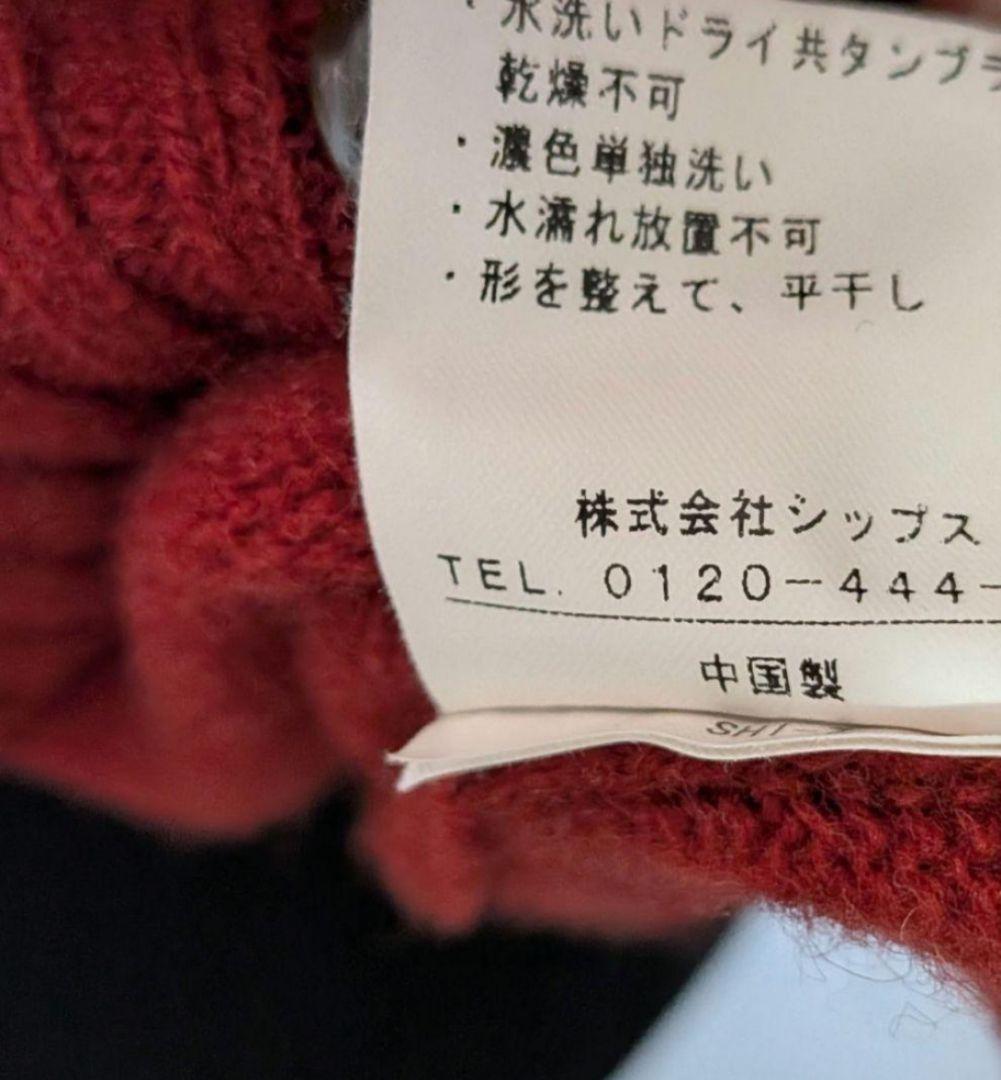 ・水洗いドライ共タンブラ
乾燥不可
・濃色単独洗い
・水濡れ放置不可
・形を整えて、平干し
株式会社シップス
TEL. 0120-444-
中国製